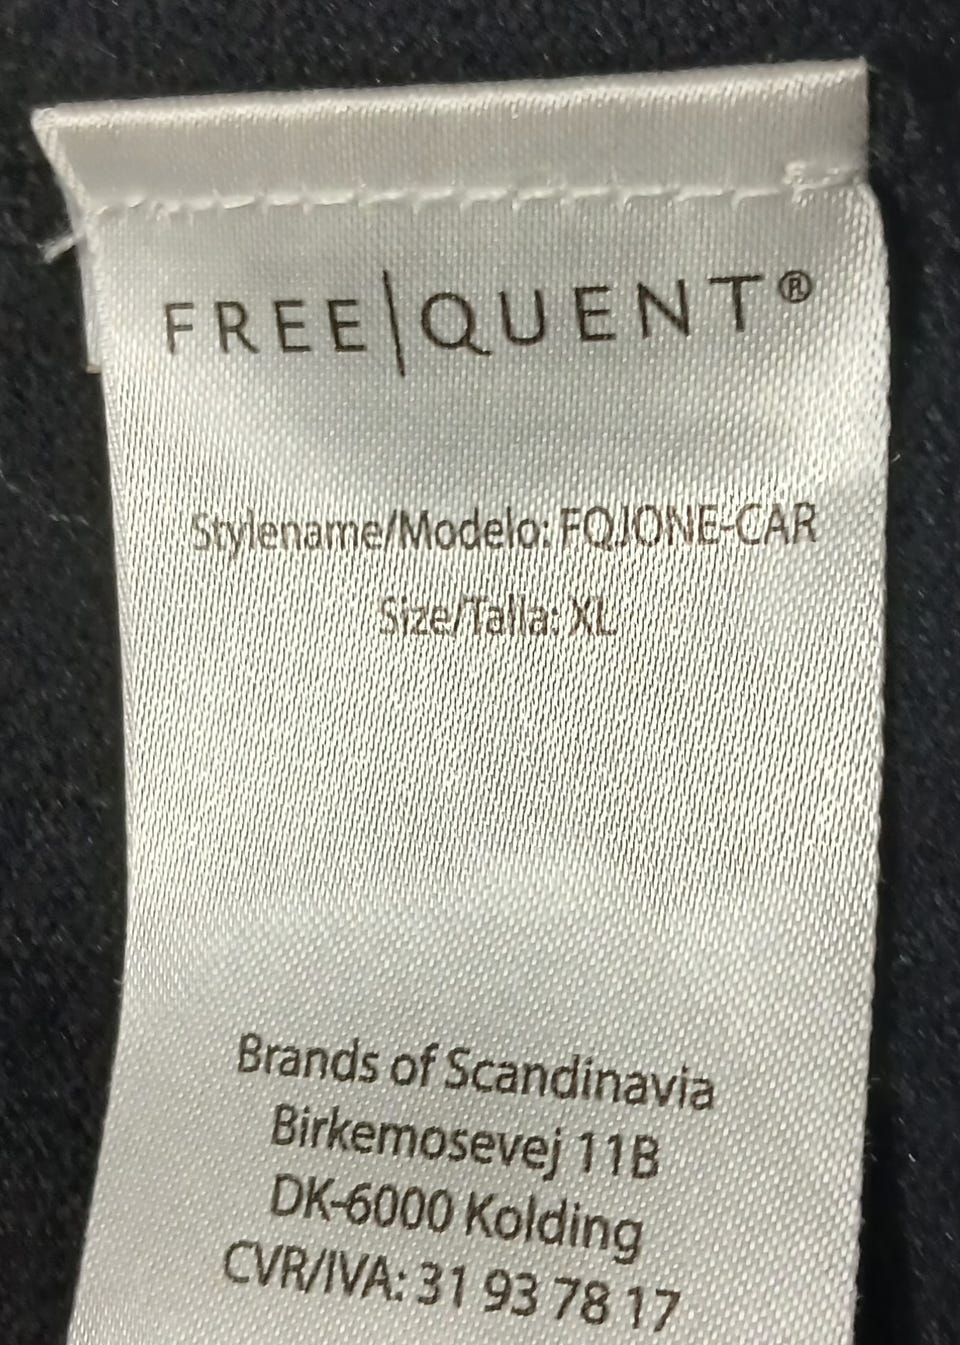 FREE|QUENT®
Stylename/Modelo: FQJONE-CAR
Size/Talla: XL
Brands of Scandinavia
Birkemosevej 11B
DK-6000 Kolding
CVR/IVA: 31 93 78 17